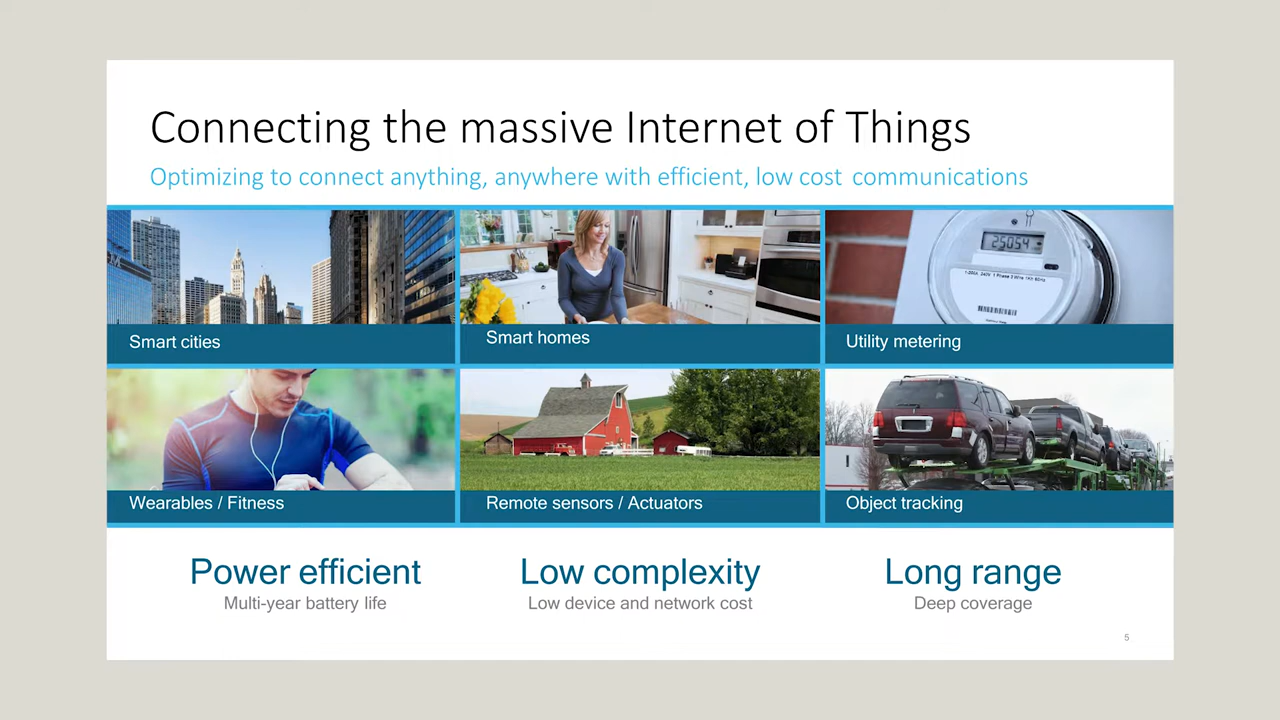 Connecting the massive Internet of Things
Optimizing to connect anything, anywhere with efficient, low cost communications
25054
Smart cities
Smart homes
Utility metering
Wearables / Fitness
Remote sensors / Actuators
Object tracking
Power efficient
Low complexity
Long range
Multi-year battery life
Low device and network cost
Deep coverage
5